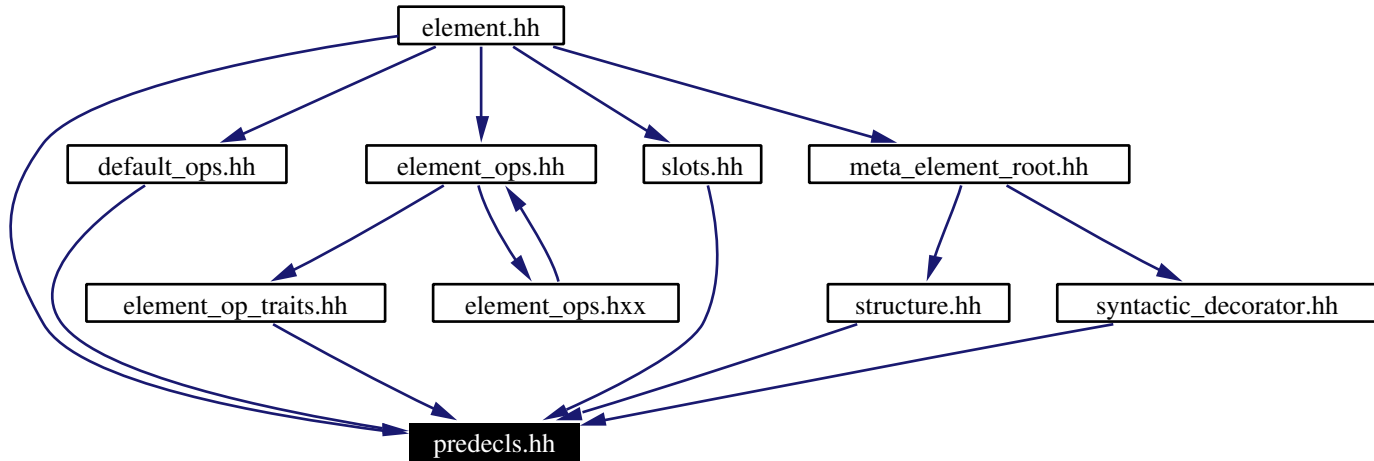 element.hh
default_ops.hh
element_ops.hh
slots.hh
meta_element_root.hh
element_op_traits.hh
element_ops.hxx
structure.hh
syntactic_decorator.hh
predecls.hh